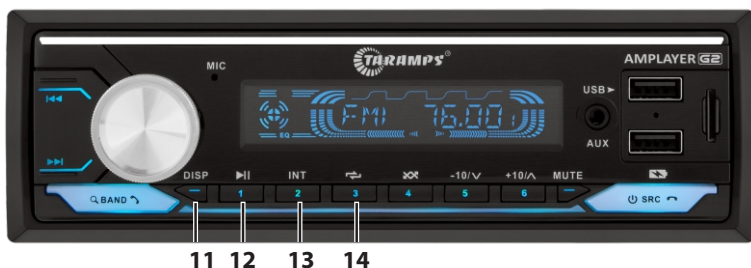 TARAMPS®
AMPLAYER G2
MIC
USB
FM1 76.00
EQ
AUX
DISP INT -10/ +10/ MUTE
BAND 1 2 3 4 5 6 SRC
11 12 13 14